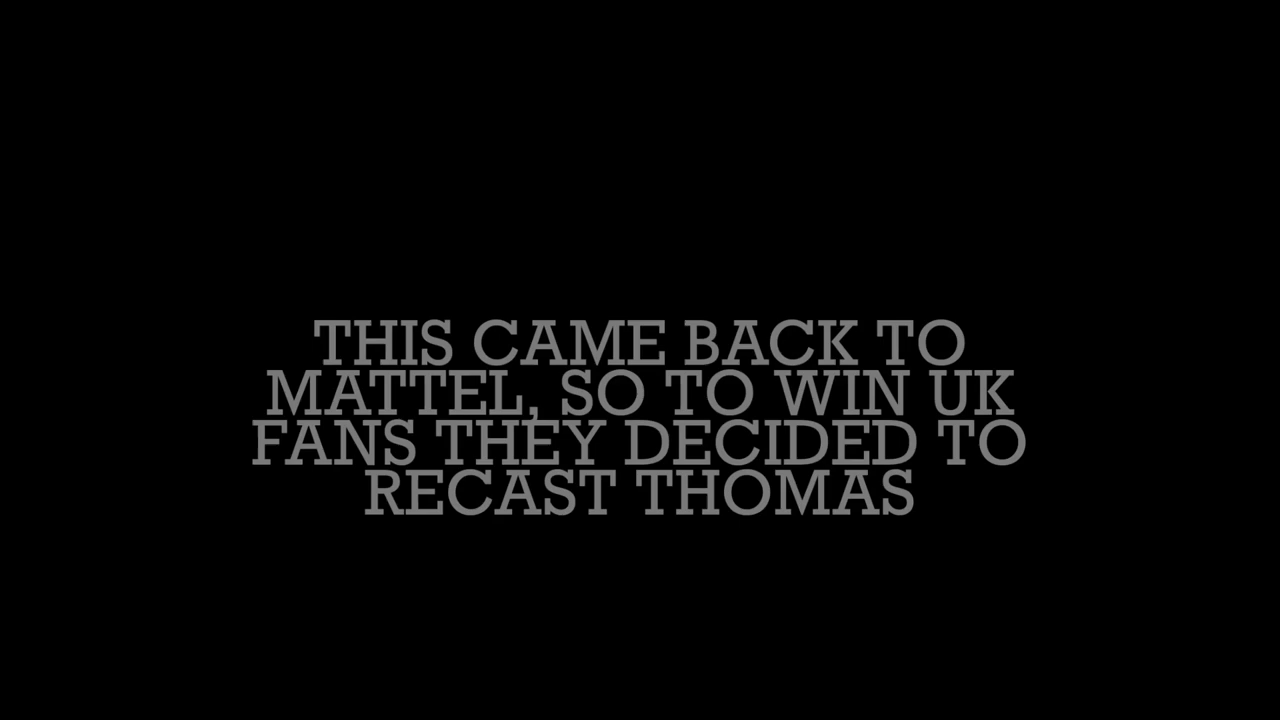 THIS CAME BACK TO
MATTEL, SO TO WIN UK
FANS THEY DECIDED TO
RECAST THOMAS